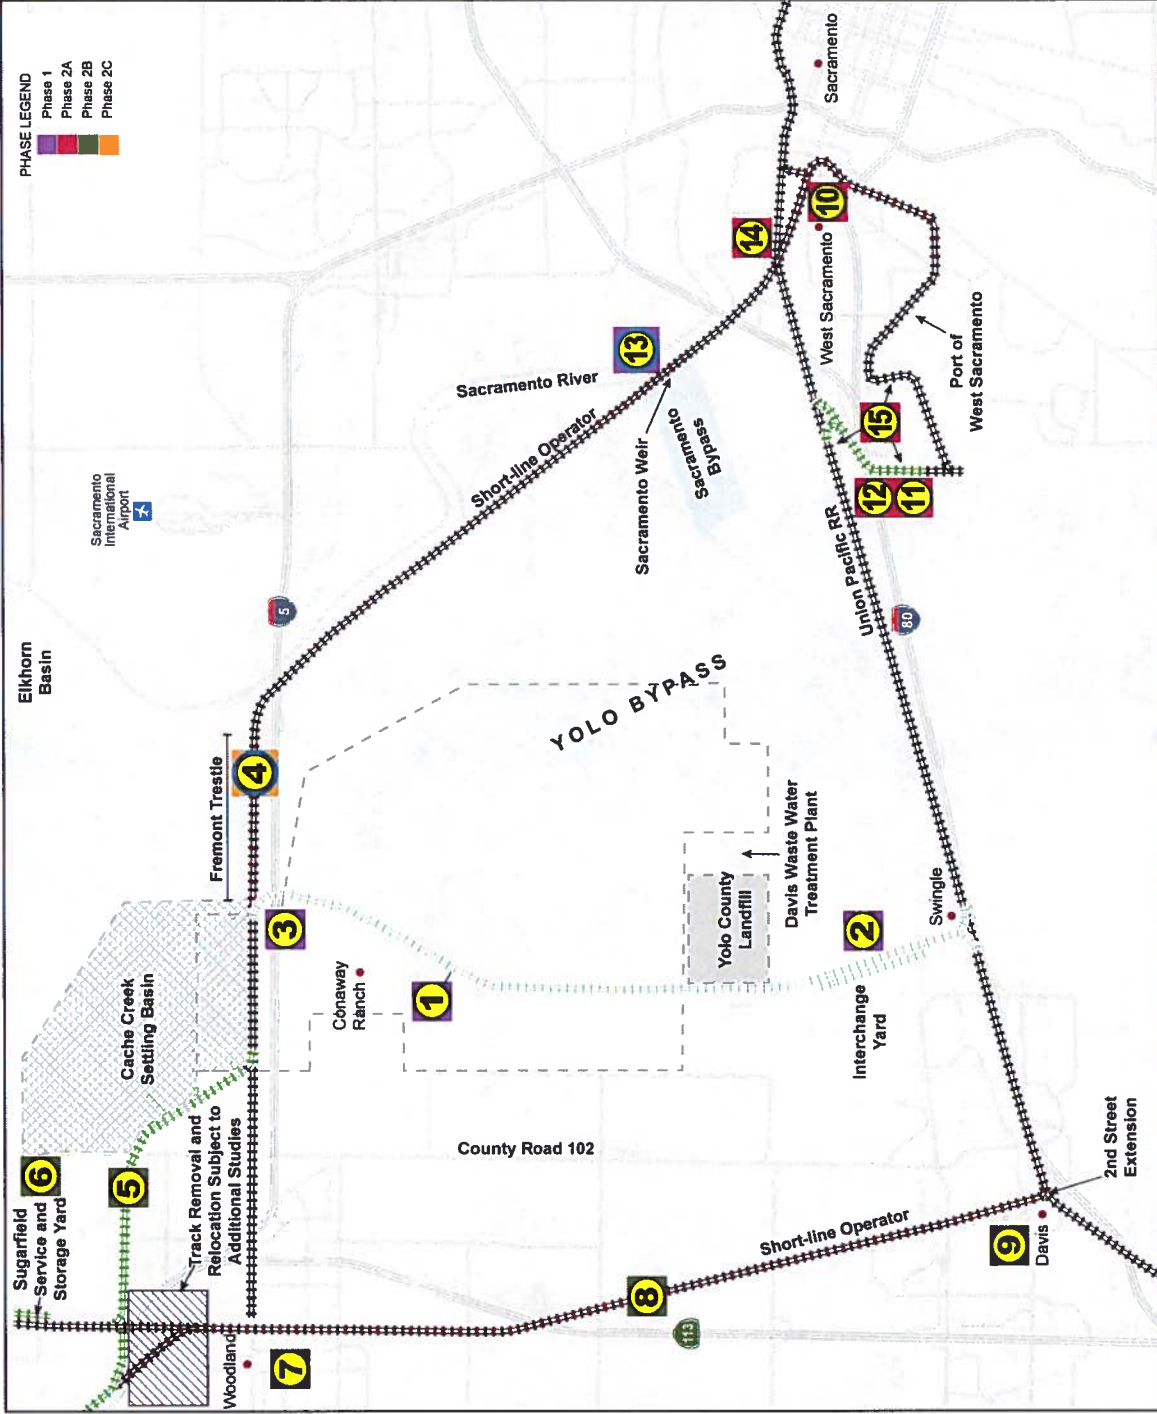 PHASE LEGEND
Phase 1
Phase 2A
Phase 2B
Phase 2C
Elkhorn
Basin
Sacramento
International
Airport
5
Fremont Trestle
4
3
Cache Creek
Settling Basin
6
Sugarfield
Service and
Storage Yard
5
Track Removal and
Relocation Subject to
Additional Studies
Woodland
7
Conaway
Ranch
1
County Road 102
8
113
Short-line Operator
9
Davis
2nd Street
Extension
Short-line Operator
Sacramento River
13
Sacramento Weir
Sacramento
Bypass
YOLO BYPASS
Yolo County
Landfill
Davis Waste Water
Treatment Plant
2
Interchange
Yard
Swingle
Union Pacific RR
80
14
10
West Sacramento
Sacramento
15
12
11
Port of
West Sacramento